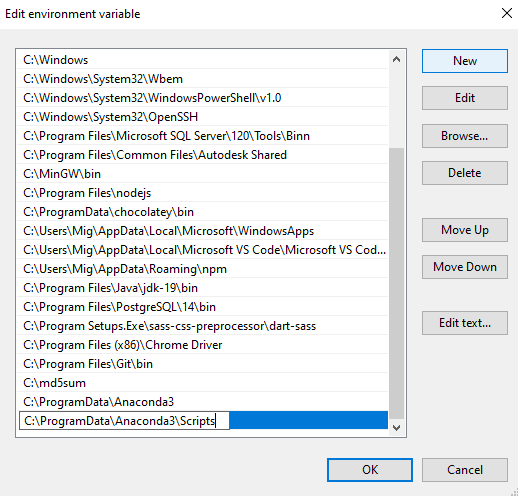 Edit environment variable
C:\Windows
C:\Windows\System32\Wbem
C:\Windows\System32\WindowsPowerShell\v1.0
C:\Windows\System32\OpenSSH
C:\Program Files\Microsoft SQL Server\120\Tools\Binn
C:\Program Files\Common Files\Autodesk Shared
C:\MinGW\bin
C:\Program Files\nodejs
C:\ProgramData\chocolatey\bin
C:\Users\Mig\AppData\Local\Microsoft\WindowsApps
C:\Users\Mig\AppData\Local\Microsoft VS Code\Microsoft VS Cod...
C:\Users\Mig\AppData\Roaming\npm
C:\Program Files\Java\jdk-19\bin
C:\Program Files\PostgreSQL\14\bin
C:\Program Setups.Exe\sass-css-preprocessor\dart-sass
C:\Program Files (x86)\Chrome Driver
C:\Program Files\Git\bin
C:\md5sum
C:\ProgramData\Anaconda3
C:\ProgramData\Anaconda3\Scripts
New
Edit
Browse...
Delete
Move Up
Move Down
Edit text...
OK
Cancel